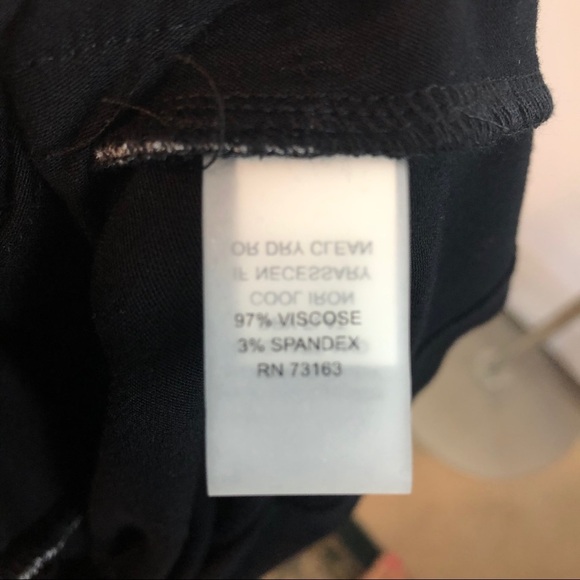 OR DRY CLEAN
IF NECESSARY
COOL IRON
97% VISCOSE
3% SPANDEX
RN 73163